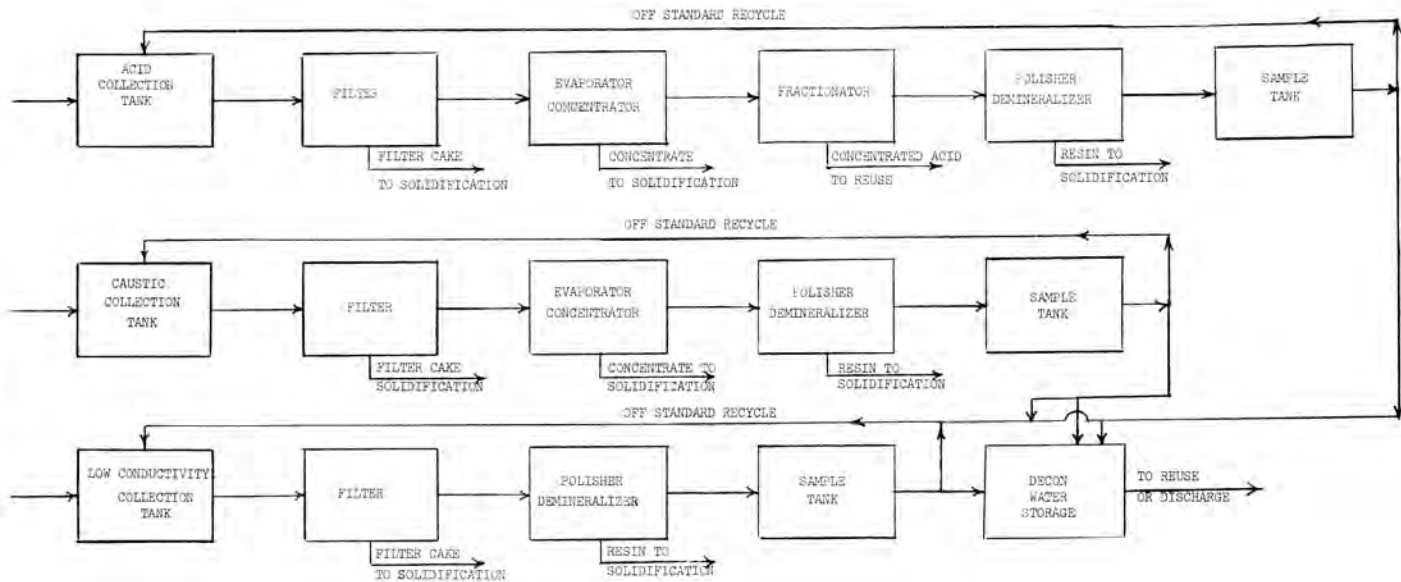 OFF STANDARD RECYCLE
ACID
COLLECTION
TANK
FILTER
EVAPORATOR
CONCENTRATOR
FRACTIONATOR
POLISHER
DEMINERALIZER
SAMPLE
TANK
FILTER CAKE
TO SOLIDIFICATION
CONCENTRATE
TO SOLIDIFICATION
CONCENTRATED ACID
TO REUSE
RESIN TO
SOLIDIFICATION
OFF STANDARD RECYCLE
CAUSTIC
COLLECTION
TANK
FILTER
EVAPORATOR
CONCENTRATOR
POLISHER
DEMINERALIZER
SAMPLE
TANK
FILTER CAKE
SOLIDIFICATION
CONCENTRATE TO
SOLIDIFICATION
RESIN TO
SOLIDIFICATION
OFF STANDARD RECYCLE
LOW CONDUCTIVITY
COLLECTION
TANK
FILTER
POLISHER
DEMINERALIZER
SAMPLE
TANK
DECON
WATER
STORAGE
TO REUSE
OR DISCHARGE
FILTER CAKE
TO SOLIDIFICATION
RESIN TO
SOLIDIFICATION